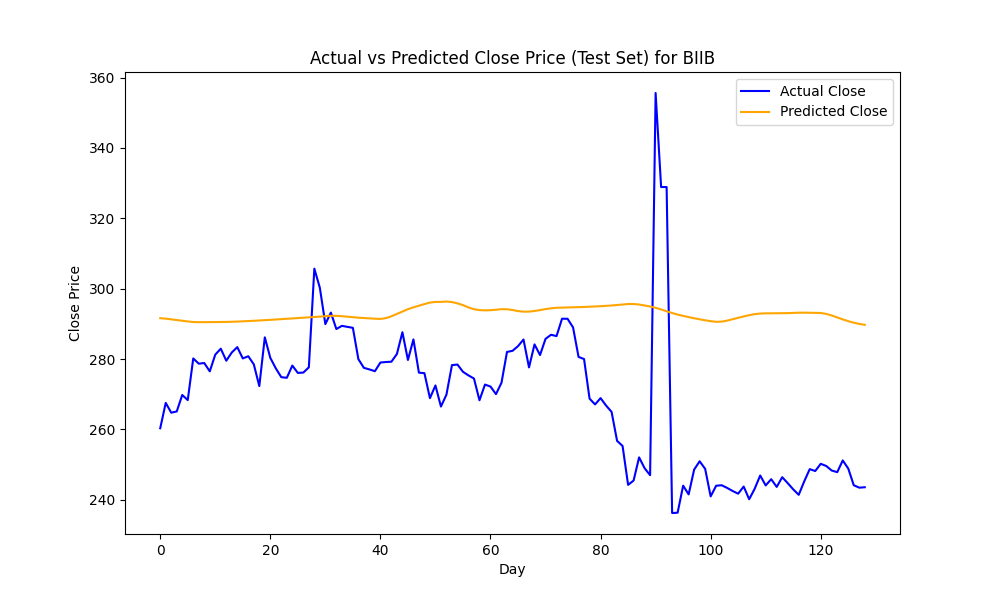 Actual vs Predicted Close Price (Test Set) for BIIB
Actual Close
Predicted Close
Close Price
360
340
320
300
280
260
240
0 20 40 60 80 100 120
Day